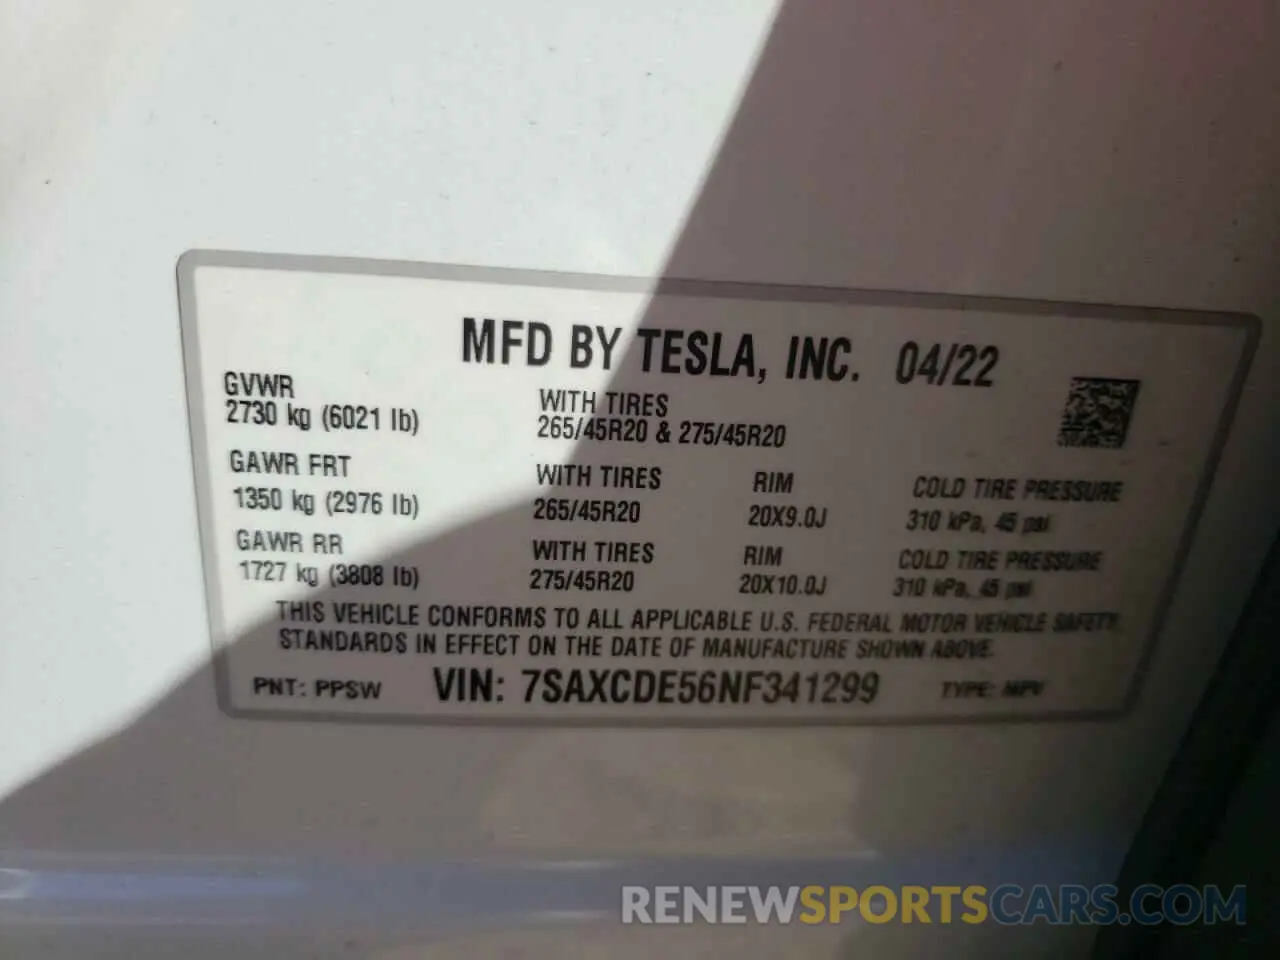 MFD BY TESLA, INC. 04/22
GVWR
2730 kg (6021 lb)
WITH TIRES
265/45R20 & 275/45R20
GAWR FRT
1350 kg (2976 lb)
WITH TIRES
265/45R20
RIM
20X9.0J
COLD TIRE PRESSURE
310 kPa, 45 psi
GAWR RR
1727 kg (3808 lb)
WITH TIRES
275/45R20
RIM
20X10.0J
COLD TIRE PRESSURE
310 kPa, 45 psi
THIS VEHICLE CONFORMS TO ALL APPLICABLE U.S. FEDERAL MOTOR VEHICLE SAFETY
STANDARDS IN EFFECT ON THE DATE OF MANUFACTURE SHOWN ABOVE.
PNT: PPSW VIN: 7SAXCDE56NF341299 TYPE: MPV
RENEWSPORTSCARS.COM